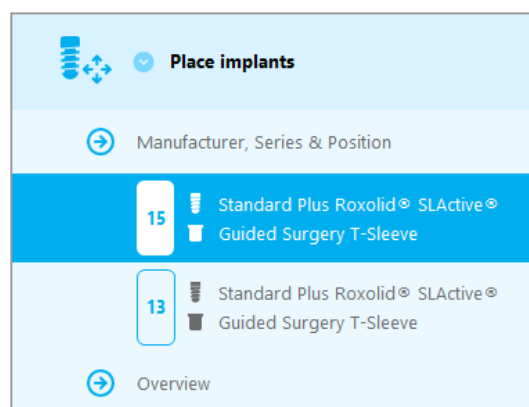 Place implants
Manufacturer, Series & Position
15
Standard Plus Roxolid® SLActive®
Guided Surgery T-Sleeve
13
Standard Plus Roxolid® SLActive®
Guided Surgery T-Sleeve
Overview